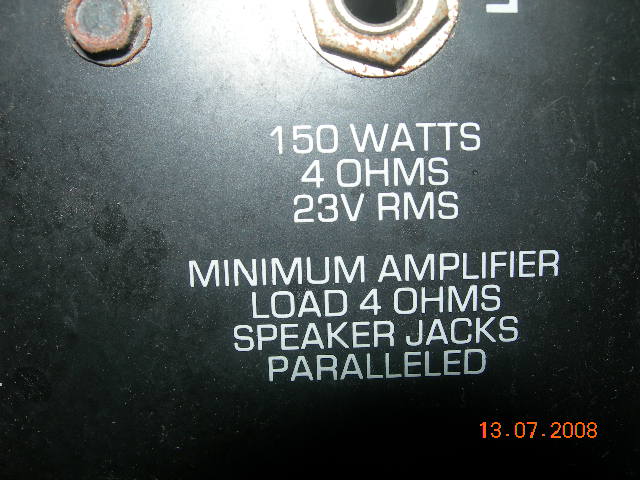 150 WATTS
4 OHMS
23V RMS
MINIMUM AMPLIFIER
LOAD 4 OHMS
SPEAKER JACKS
PARALLELED
13.07.2008